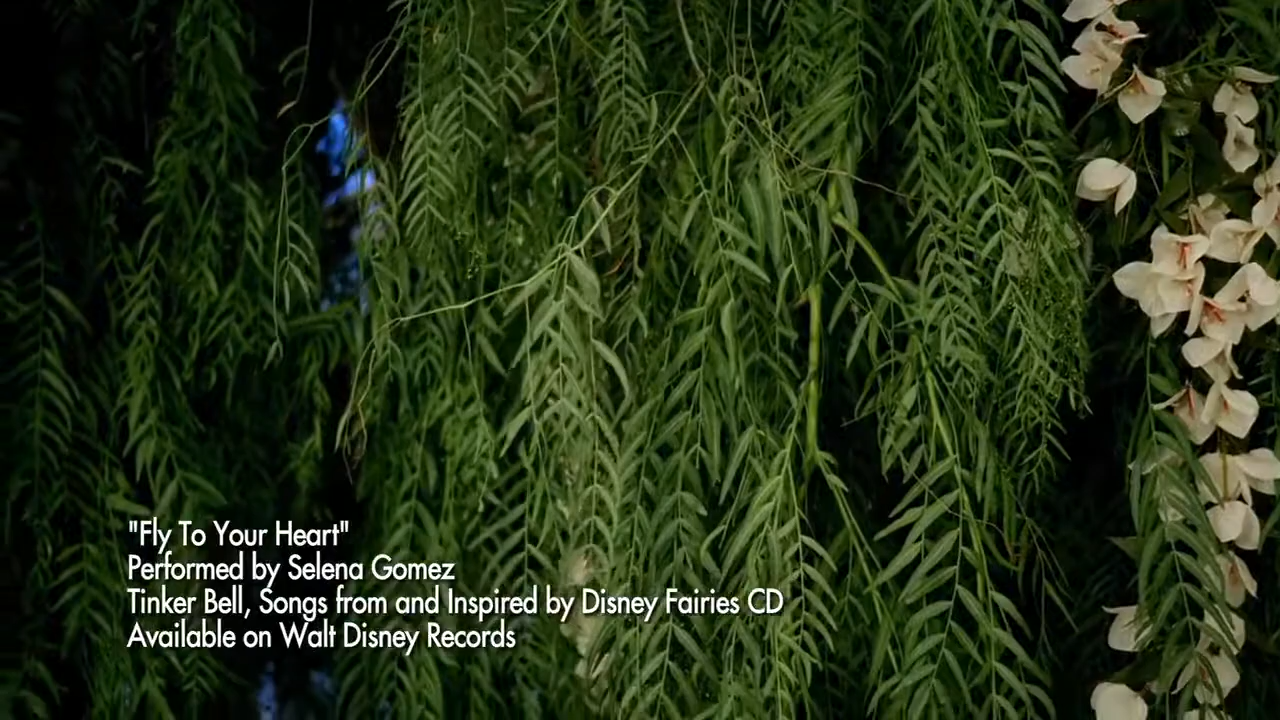 "Fly To Your Heart"
Performed by Selena Gomez
Tinker Bell, Songs from and Inspired by Disney Fairies CD
Available on Walt Disney Records